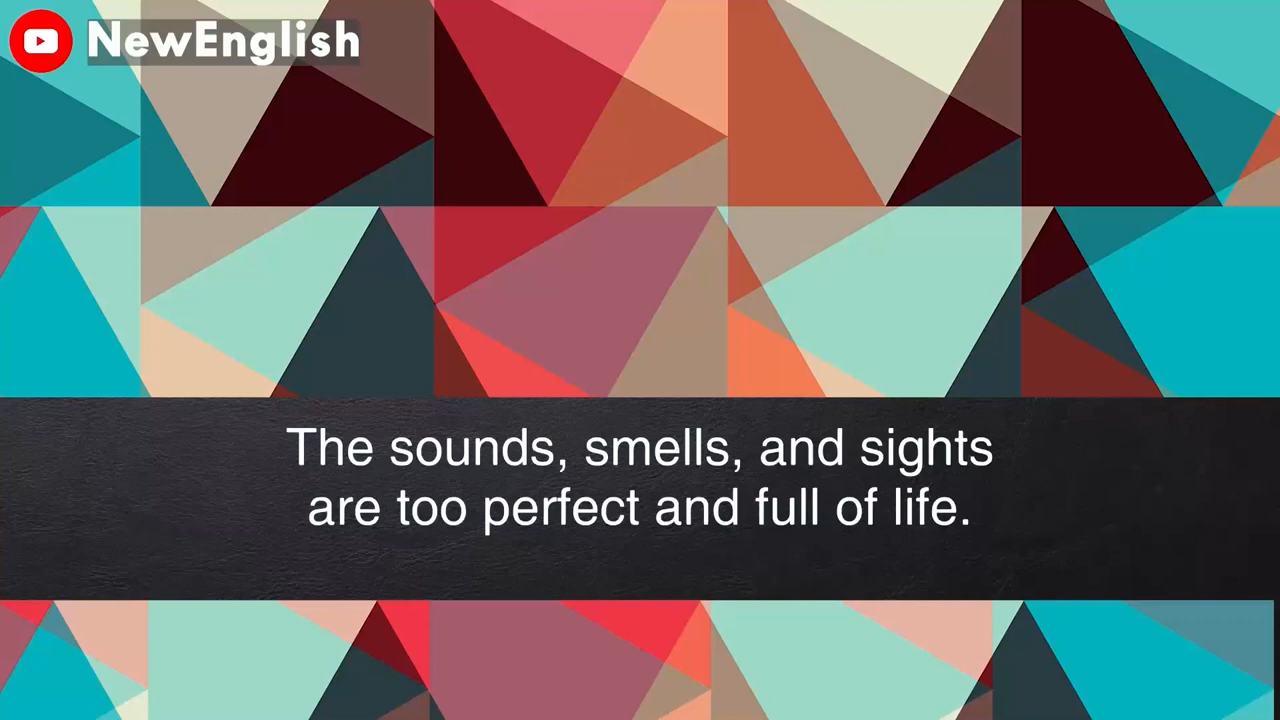 NewEnglish
The sounds, smells, and sights
are too perfect and full of life.